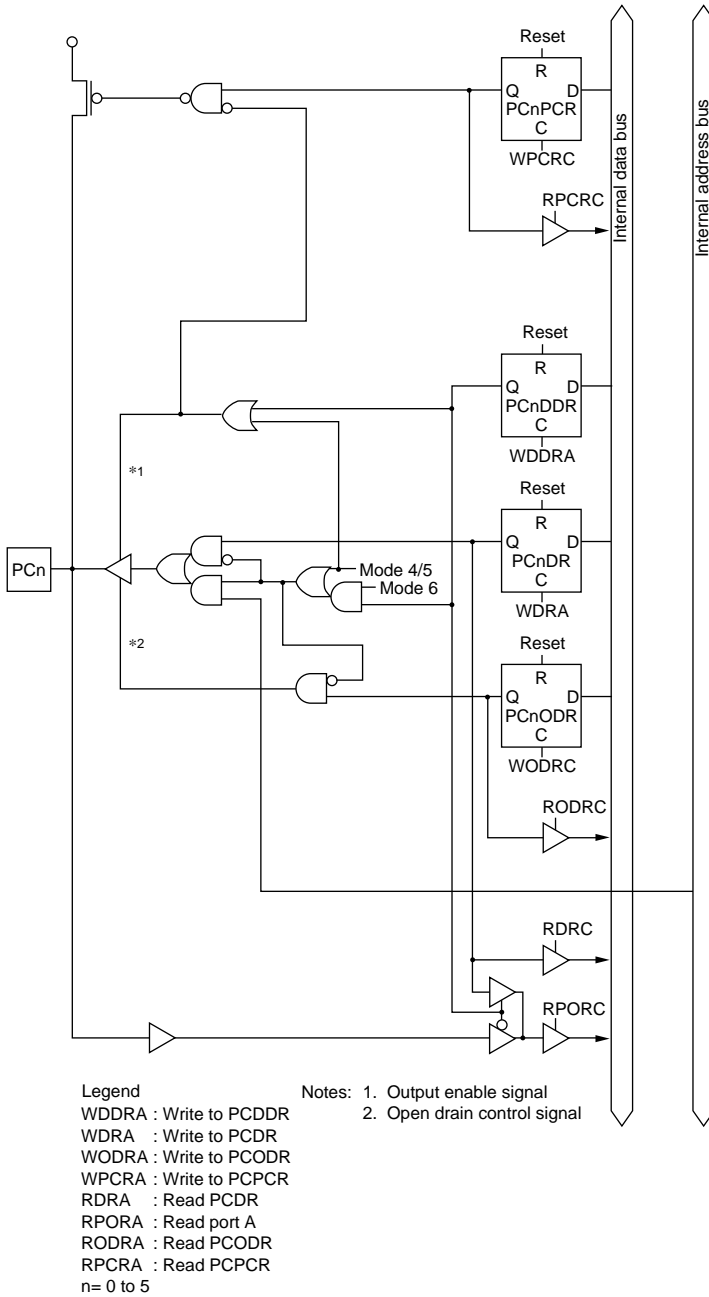 Reset
R
Q D
PCnPCR
C
WPCRC
RPCRC
Internal data bus
Internal address bus
Reset
R
Q D
PCnDDR
C
WDDRA
*1
Reset
R
Q D
PCnDR
C
WDRA
PCn
Mode 4/5
Mode 6
*2
Reset
R
Q D
PCnODR
C
WODRC
RODRC
RDRC
RPORC
Legend
WDDRA : Write to PCDDR
WDRA : Write to PCDR
WODRA : Write to PCODR
WPCRA : Write to PCPCR
RDRA : Read PCDR
RPORA : Read port A
RODRA : Read PCODR
RPCRA : Read PCPCR
n= 0 to 5
Notes: 1. Output enable signal
2. Open drain control signal